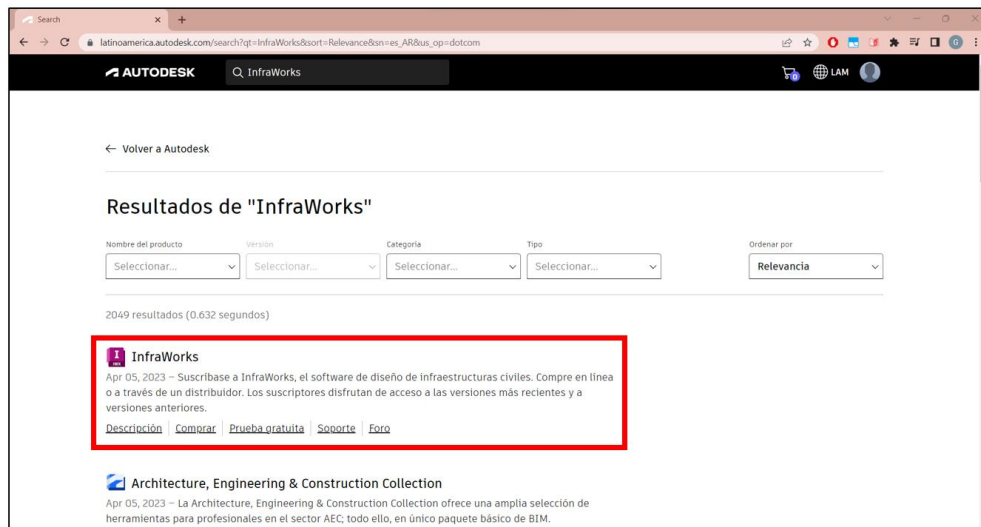 Search
latinoamerica.autodesk.com/search?qt=InfraWorks&sort=Relevance&sn=es_AR&us_op=dotcom
AUTODESK InfraWorks 0 LAM
← Volver a Autodesk
Resultados de "InfraWorks"
Nombre del producto Versión Categoría Tipo Ordenar por
Seleccionar... Seleccionar... Seleccionar... Seleccionar... Relevancia
2049 resultados (0.632 segundos)
InfraWorks
Apr 05, 2023 – Suscríbase a InfraWorks, el software de diseño de infraestructuras civiles. Compre en línea
o a través de un distribuidor. Los suscriptores disfrutan de acceso a las versiones más recientes y a
versiones anteriores.
Descripción Comprar Prueba gratuita Soporte Foro
Architecture, Engineering & Construction Collection
Apr 05, 2023 – La Architecture, Engineering & Construction Collection ofrece una amplia selección de
herramientas para profesionales en el sector AEC; todo ello, en único paquete básico de BIM.